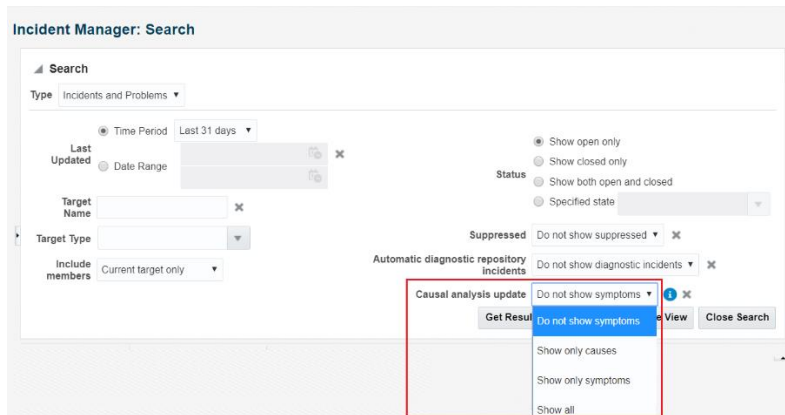 Incident Manager: Search
Search
Type Incidents and Problems
Last Updated
Time Period Last 31 days
Date Range
Target Name
Target Type
Include members Current target only
Status
Show open only
Show closed only
Show both open and closed
Specified state
Suppressed Do not show suppressed
Automatic diagnostic repository incidents Do not show diagnostic incidents
Causal analysis update Do not show symptoms
Get Resul
View Close Search
Do not show symptoms
Show only causes
Show only symptoms
Show all